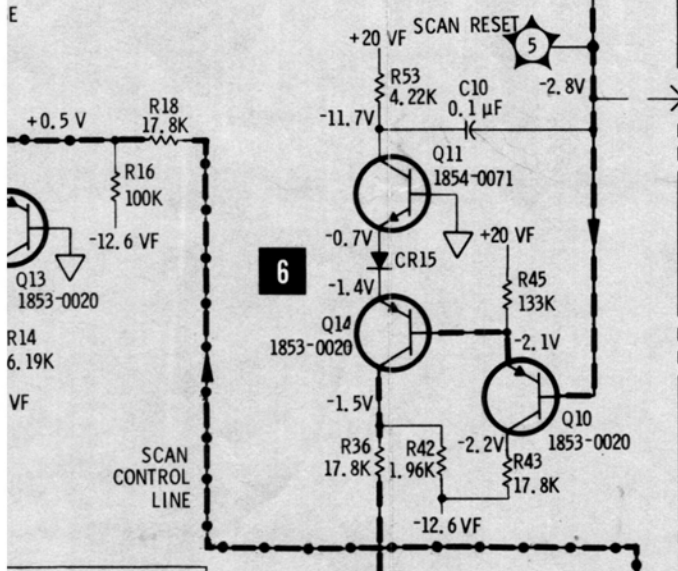 E
+20 VF
SCAN RESET
5
R53
4.22K
C10
0.1 μF
-2.8V
-11.7V
+0.5 V
R18
17.8K
R16
100K
-12.6 VF
Q13
1853-0020
R14
6.19K
VF
Q11
1854-0071
-0.7V
6
CR15
-1.4V
+20 VF
R45
133K
Q14
1853-0020
-2.1V
-1.5V
Q10
1853-0020
-2.2V
R36
17.8K
R42
1.96K
R43
17.8K
-12.6 VF
SCAN
CONTROL
LINE